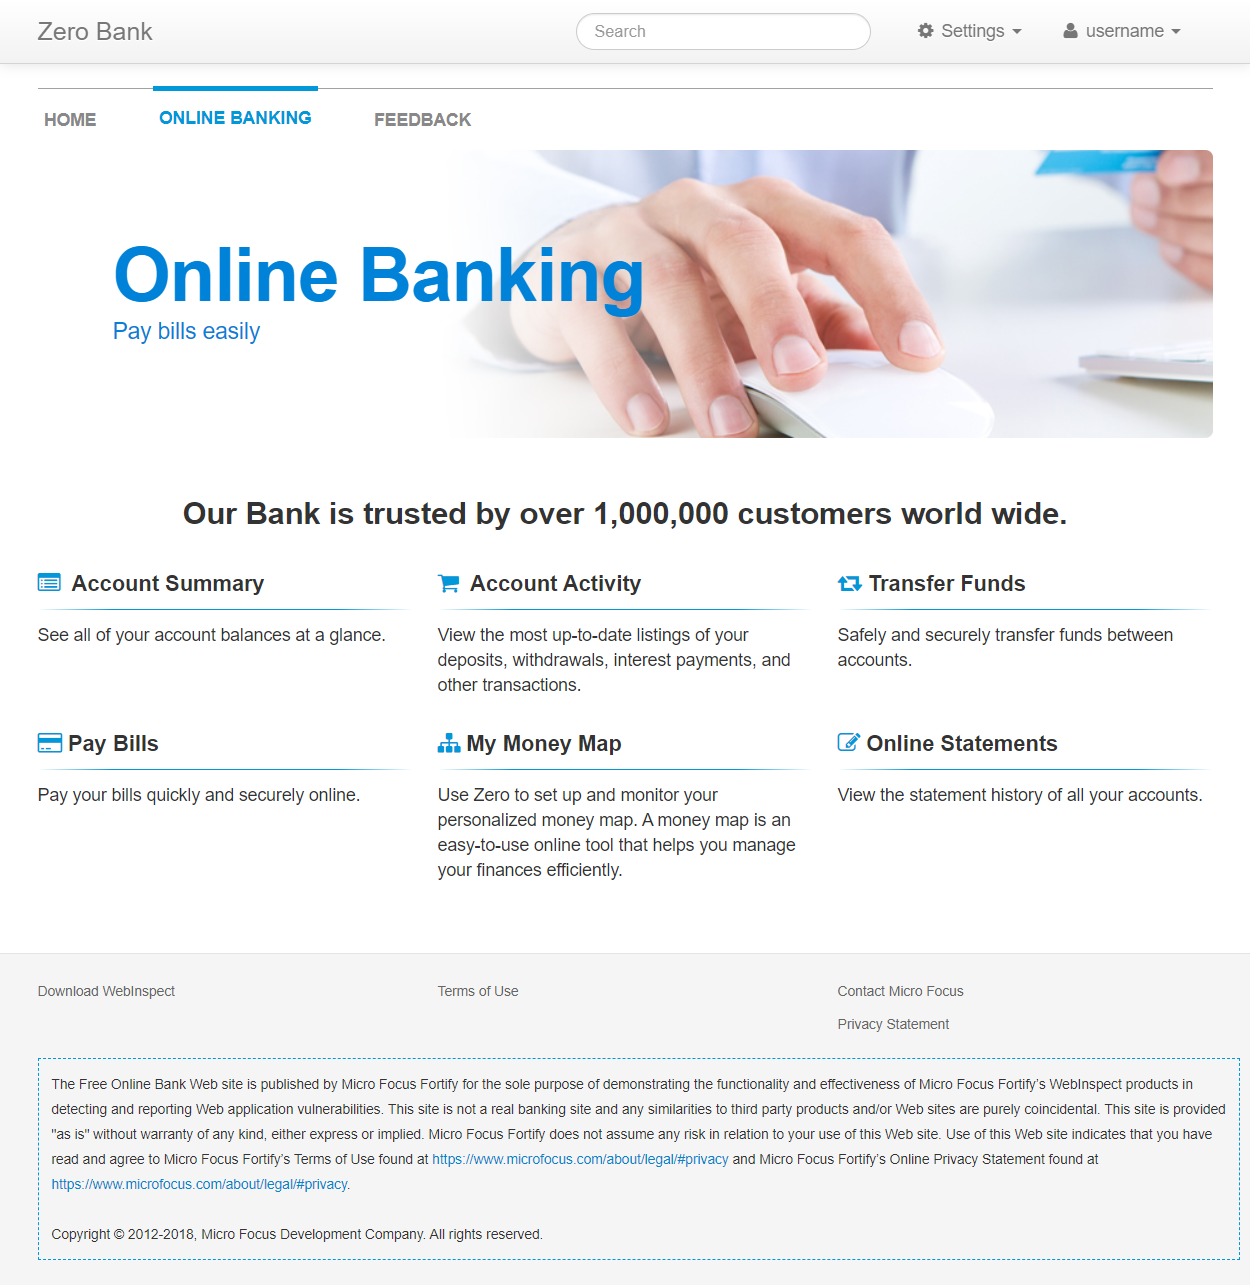 Zero Bank
Search
Settings
username
HOME
ONLINE BANKING
FEEDBACK
Online Banking
Pay bills easily
Our Bank is trusted by over 1,000,000 customers world wide.
Account Summary
See all of your account balances at a glance.
Account Activity
View the most up-to-date listings of your
deposits, withdrawals, interest payments, and
other transactions.
Transfer Funds
Safely and securely transfer funds between
accounts.
Pay Bills
Pay your bills quickly and securely online.
My Money Map
Use Zero to set up and monitor your
personalized money map. A money map is an
easy-to-use online tool that helps you manage
your finances efficiently.
Online Statements
View the statement history of all your accounts.
Download WebInspect
Terms of Use
Contact Micro Focus
Privacy Statement
The Free Online Bank Web site is published by Micro Focus Fortify for the sole purpose of demonstrating the functionality and effectiveness of Micro Focus Fortify’s WebInspect products in
detecting and reporting Web application vulnerabilities. This site is not a real banking site and any similarities to third party products and/or Web sites are purely coincidental. This site is provided
"as is" without warranty of any kind, either express or implied. Micro Focus Fortify does not assume any risk in relation to your use of this Web site. Use of this Web site indicates that you have
read and agree to Micro Focus Fortify’s Terms of Use found at https://www.microfocus.com/about/legal/#privacy and Micro Focus Fortify’s Online Privacy Statement found at
https://www.microfocus.com/about/legal/#privacy.
Copyright © 2012-2018, Micro Focus Development Company. All rights reserved.